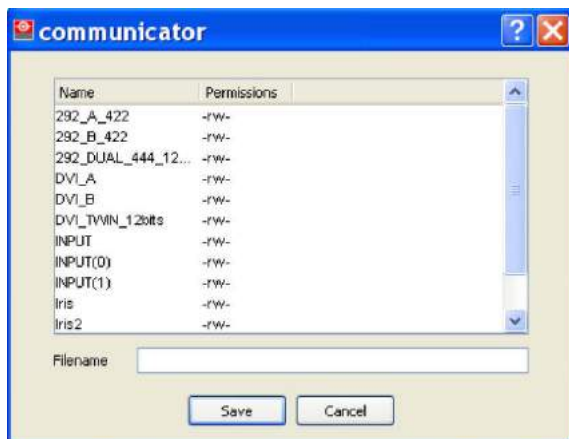 communicator
Name Permissions
292_A_422 -rw-
292_B_422 -rw-
292_DUAL_444_12... -rw-
DVI_A -rw-
DVI_B -rw-
DVI_TWIN_12bits -rw-
INPUT -rw-
INPUT(0) -rw-
INPUT(1) -rw-
Iris -rw-
Iris2 -rw-
Filename
Save Cancel